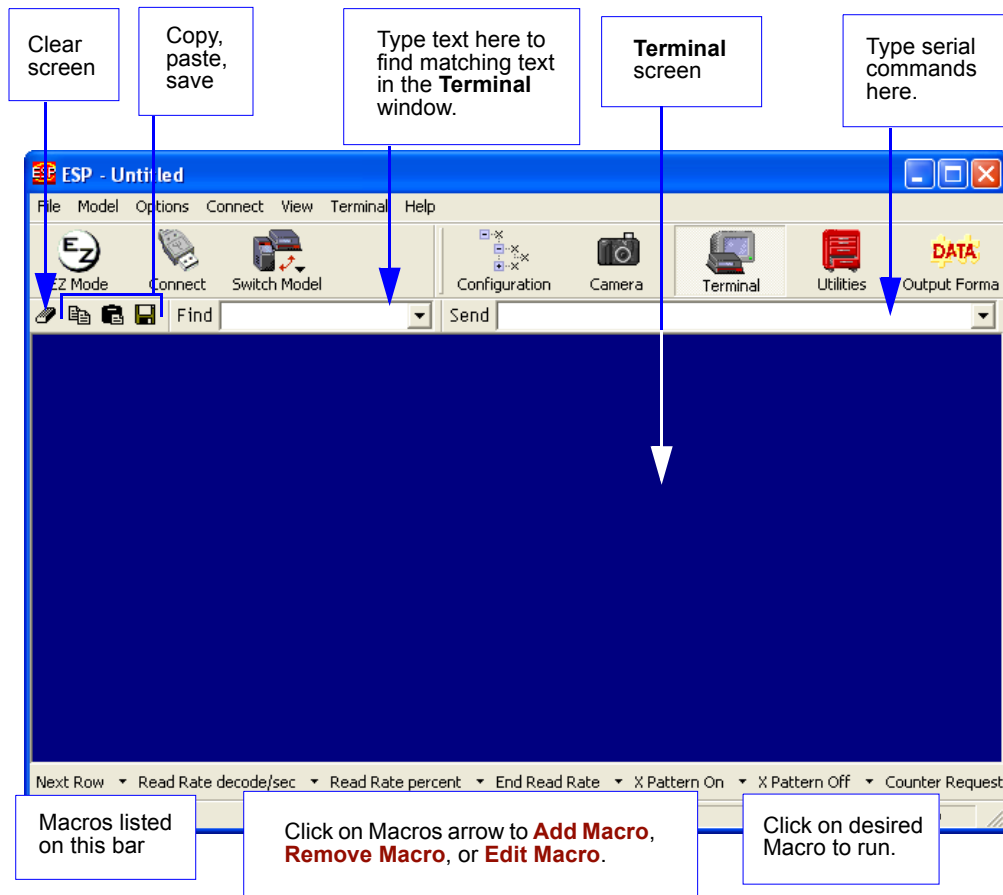 Clear
screen
Copy,
paste,
save
Type text here to
find matching text
in the Terminal
window.
Terminal
screen
Type serial
commands
here.
ESP - Untitled
File Model Options Connect View Terminal Help
EZ
EZ Mode Connect Switch Model Configuration Camera Terminal Utilities DATA Output Forma
Find Send
Next Row Read Rate decode/sec Read Rate percent End Read Rate X Pattern On X Pattern Off Counter Request
Macros listed
on this bar
Click on Macros arrow to Add Macro,
Remove Macro, or Edit Macro.
Click on desired
Macro to run.